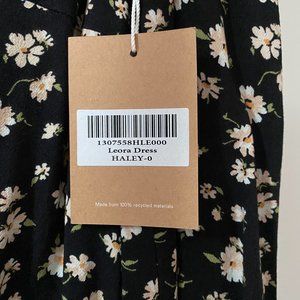 1307558HLE000
Leora Dress
HALEY-0
Made from 100% recycled materials